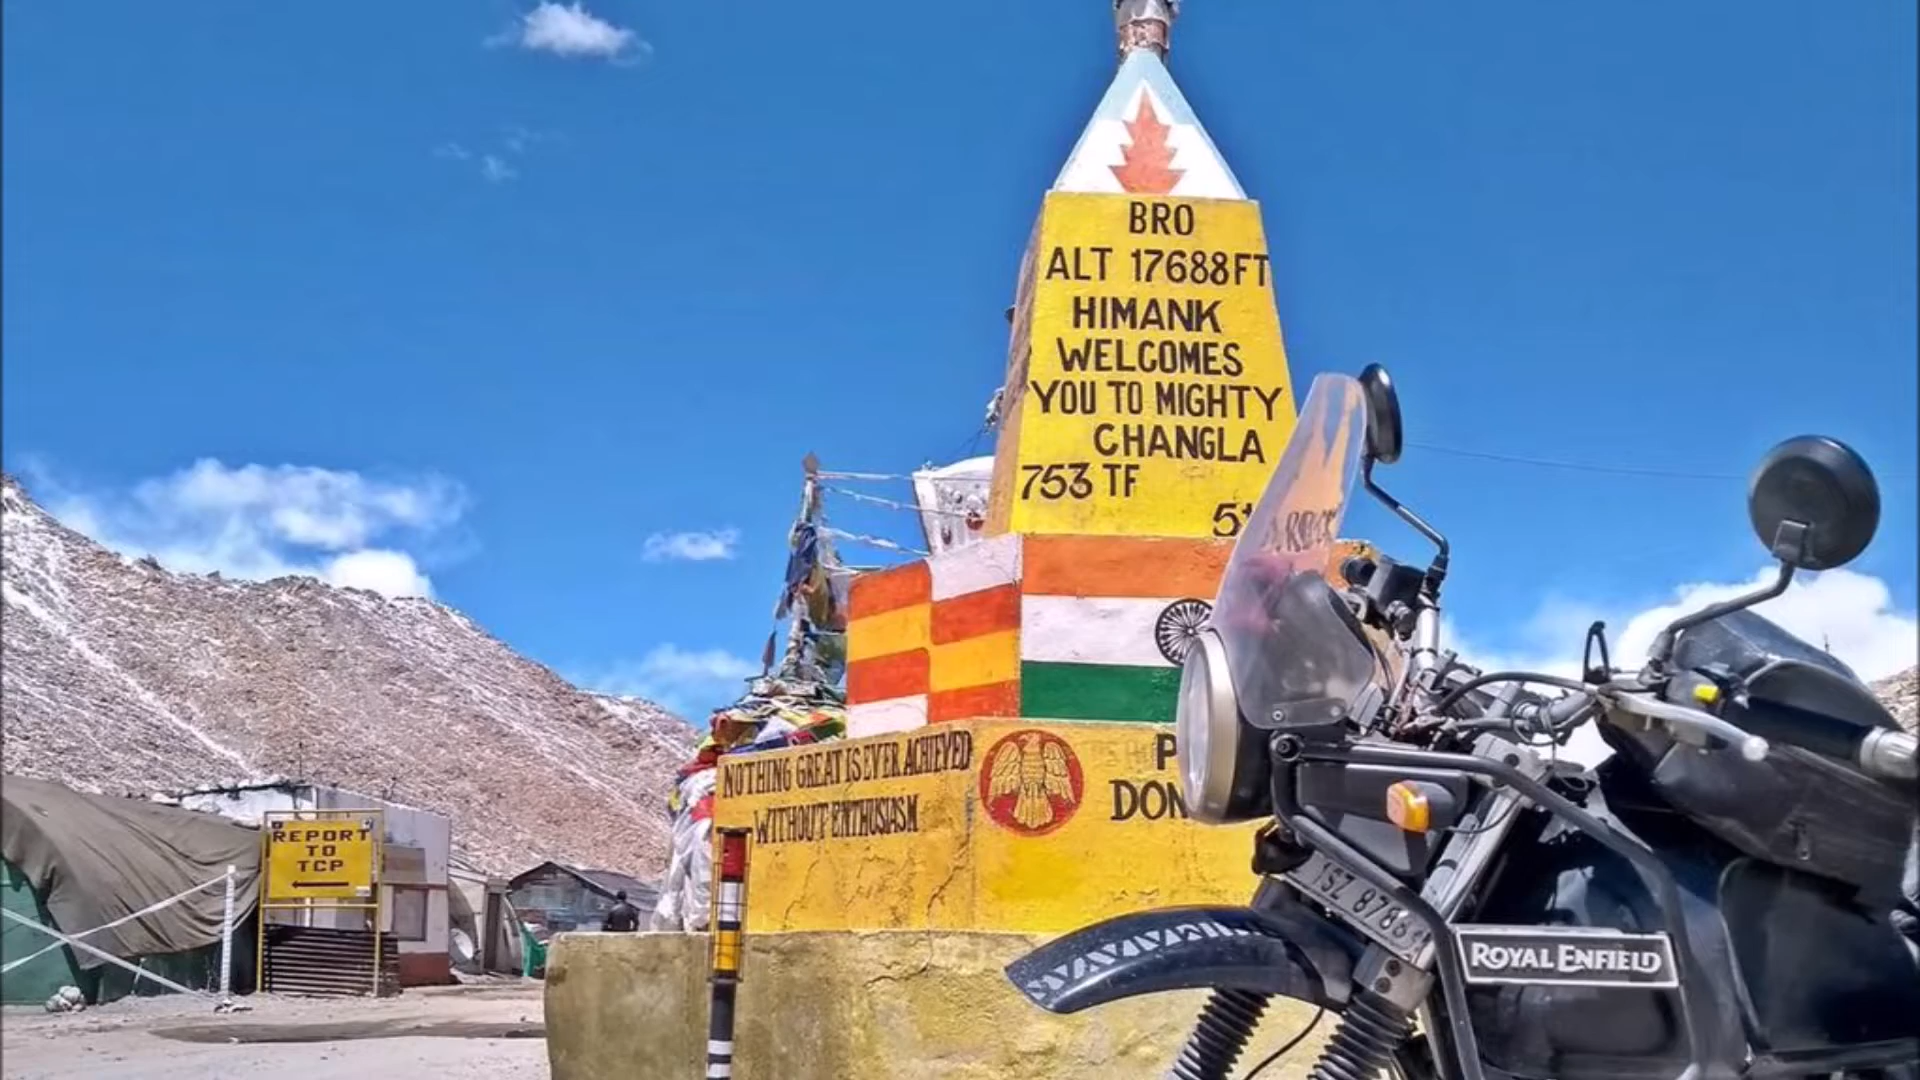 BRO
ALT 17688FT
HIMANK
WELCOMES
YOU TO MIGHTY
CHANGLA
753 TF
NOTHING GREAT IS EVER ACHIEVED
WITHOUT ENTHUSIASM
REPORT
TO
TCP
ROYAL ENFIELD